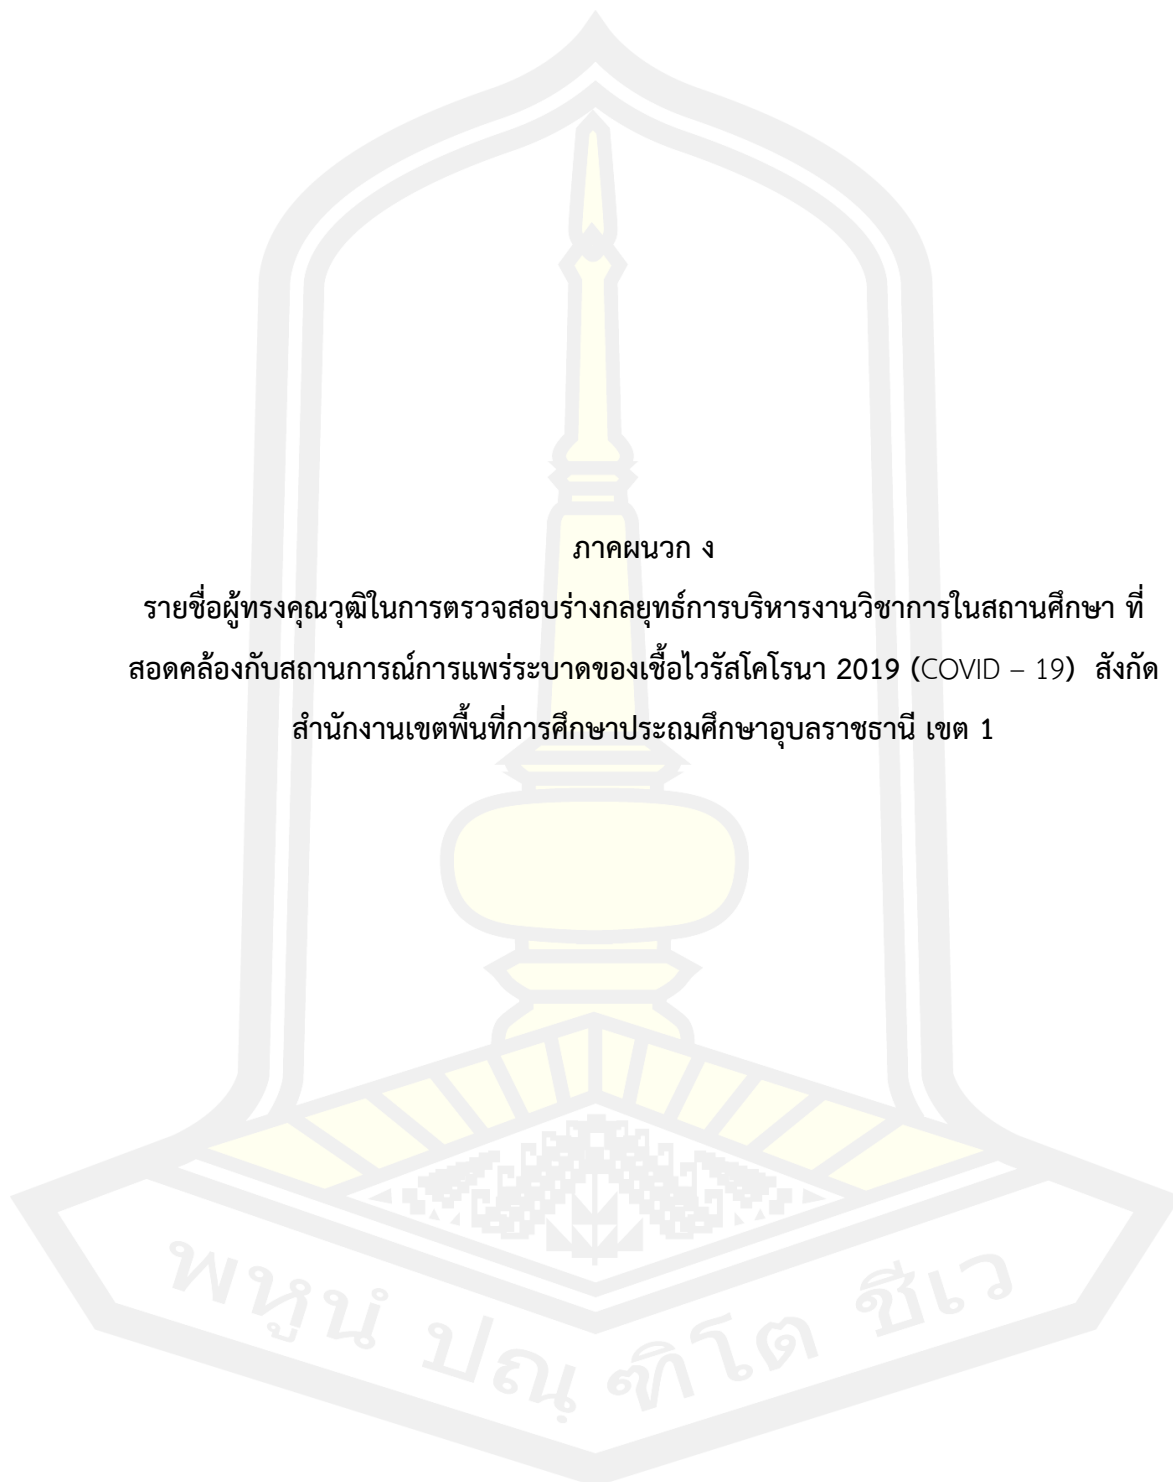 ภาคผนวก ง
รายชื่อผู้ทรงคุณวุฒิในการตรวจสอบร่างกลยุทธ์การบริหารงานวิชาการในสถานศึกษา ที่
สอดคล้องกับสถานการณ์การแพร่ระบาดของเชื้อไวรัสโคโรนา 2019 (COVID – 19) สังกัด
สำนักงานเขตพื้นที่การศึกษาประถมศึกษาอุบลราชธานี เขต 1
พหูนํ ปณฺฑิโต ชีเว